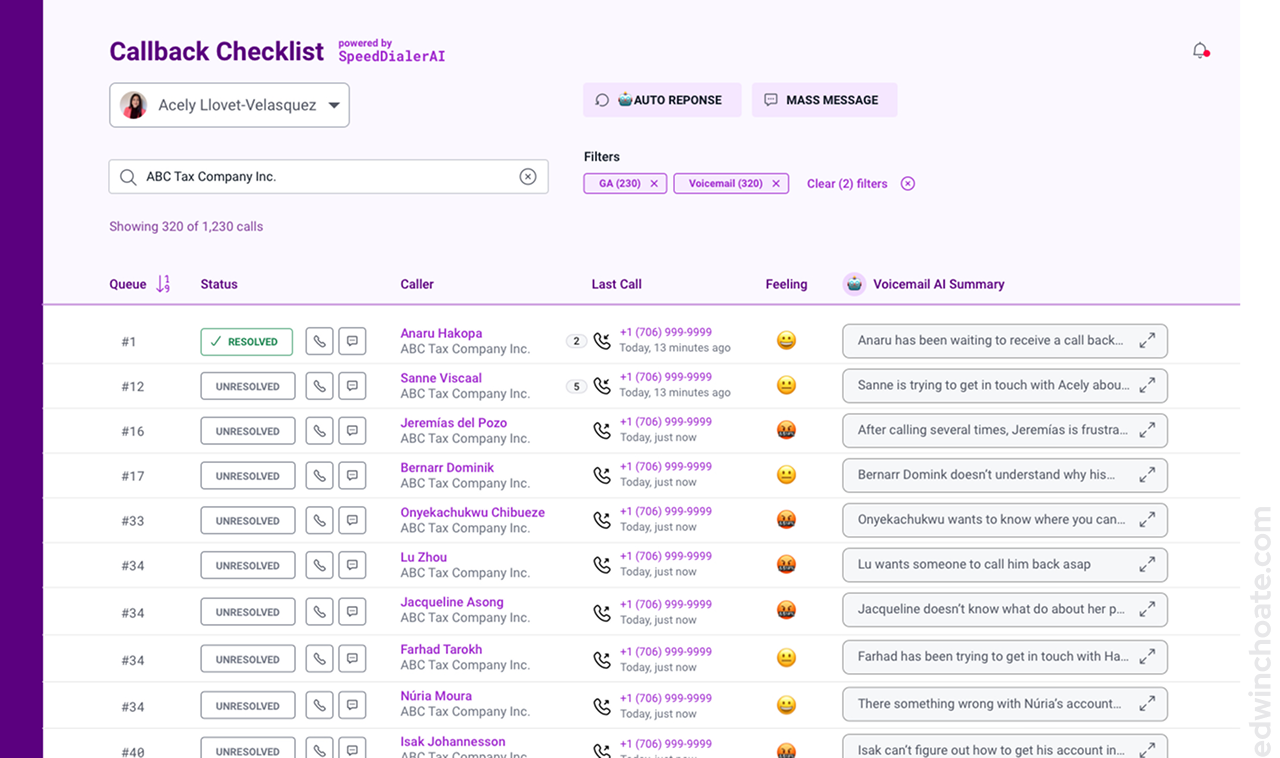 Callback Checklist
powered by
SpeedDialerAI
Acely Llovet-Velasquez
AUTO REPONSE
MASS MESSAGE
ABC Tax Company Inc.
Filters
GA (230)
Voicemail (320)
Clear (2) filters
Showing 320 of 1,230 calls
Queue 1 9 Status Caller Last Call Feeling Voicemail AI Summary
#1
RESOLVED
Anaru Hakopa
ABC Tax Company Inc.
2
+1 (706) 999-9999
Today, 13 minutes ago
Anaru has been waiting to receive a call back...
#12
UNRESOLVED
Sanne Viscaal
ABC Tax Company Inc.
5
+1 (706) 999-9999
Today, 13 minutes ago
Sanne is trying to get in touch with Acely abou...
#16
UNRESOLVED
Jeremías del Pozo
ABC Tax Company Inc.
+1 (706) 999-9999
Today, just now
After calling several times, Jeremías is frustra...
#17
UNRESOLVED
Bernarr Dominik
ABC Tax Company Inc.
+1 (706) 999-9999
Today, just now
Bernarr Domink doesn't understand why his...
#33
UNRESOLVED
Onyekachukwu Chibueze
ABC Tax Company Inc.
+1 (706) 999-9999
Today, just now
Onyekachukwu wants to know where you can...
#34
UNRESOLVED
Lu Zhou
ABC Tax Company Inc.
+1 (706) 999-9999
Today, just now
Lu wants someone to call him back asap
#34
UNRESOLVED
Jacqueline Asong
ABC Tax Company Inc.
+1 (706) 999-9999
Today, just now
Jacqueline doesn't know what do about her p...
#34
UNRESOLVED
Farhad Tarokh
ABC Tax Company Inc.
+1 (706) 999-9999
Today, just now
Farhad has been trying to get in touch with Ha...
#34
UNRESOLVED
Núria Moura
ABC Tax Company Inc.
+1 (706) 999-9999
Today, just now
There something wrong with Núria's account...
#40
UNRESOLVED
Isak Johannesson
ABC Tax Company Inc.
+1 (706) 999-9999
Today, just now
Isak can't figure out how to get his account in...
edwinchoate.com